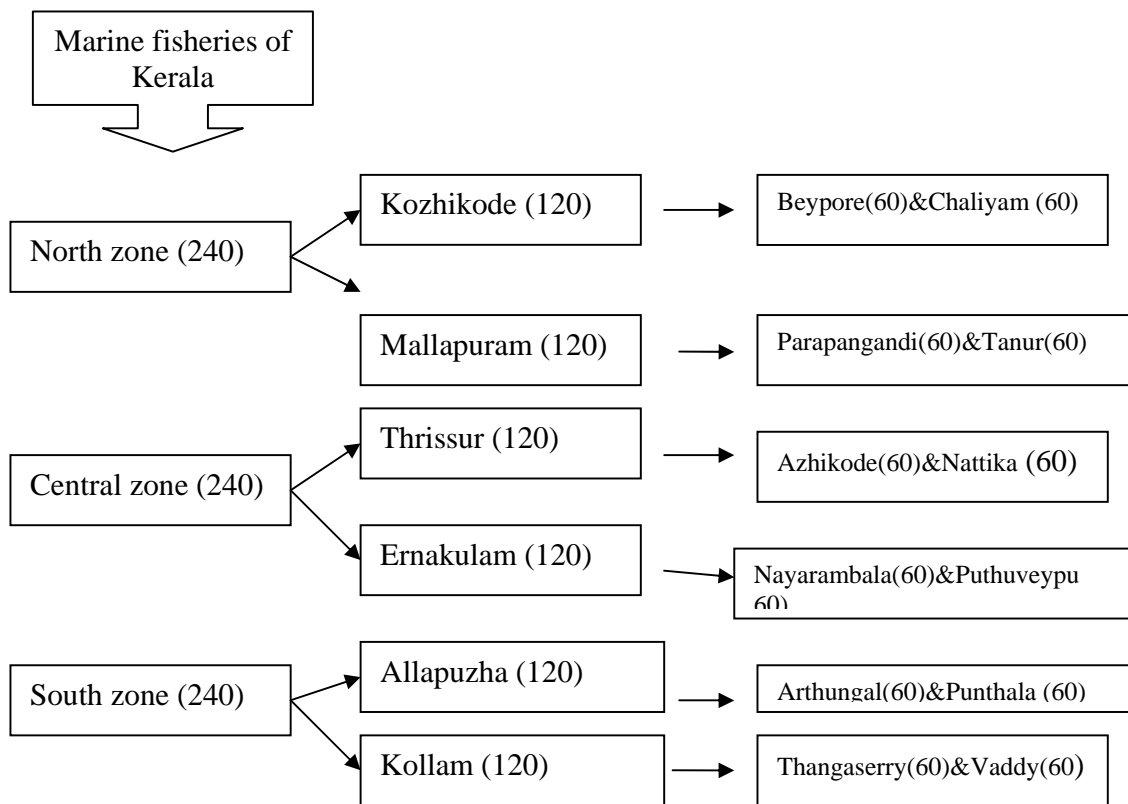 Marine fisheries of
Kerala
Kozhikode (120)
Beypore(60)&Chaliyam (60)
North zone (240)
Mallapuram (120)
Parapangandi(60)&Tanur(60)
Thrissur (120)
Azhikode(60)&Nattika (60)
Central zone (240)
Ernakulam (120)
Nayarambala(60)&Puthuveypu
60)
Allapuzha (120)
South zone (240)
Arthungal(60)&Punthala (60)
Kollam (120)
Thangaserry(60)&Vaddy(60)